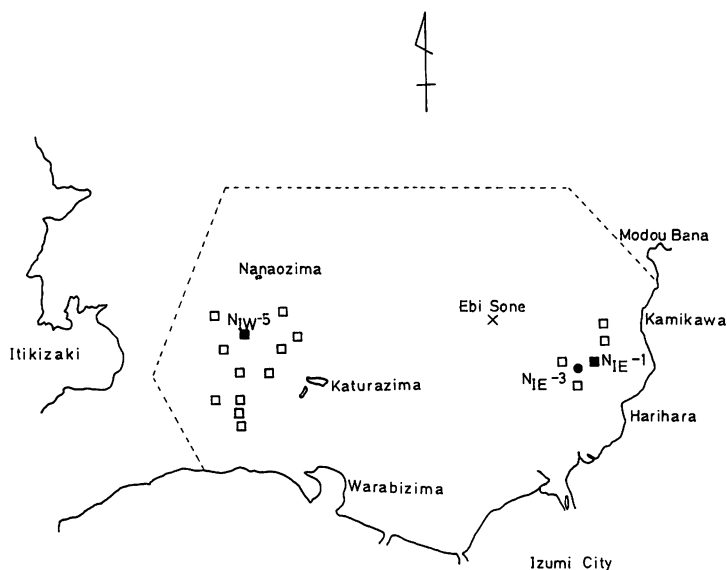 Modou Bana
Nanaozima
Ebi Sone
NIW-5
Kamikawa
Itikizaki
NIE-1
NIE-3
Katurazima
Harihara
Warabizima
Izumi City